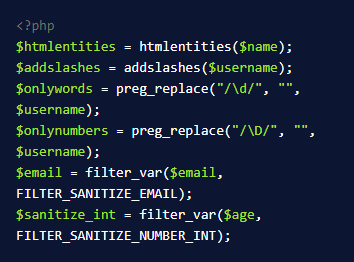 <?php
$htmlentities = htmlentities($name);
$addslashes = addslashes($username);
$onlywords = preg_replace("/\d/", "",
$username);
$onlynumbers = preg_replace("/\D/", "",
$username);
$email = filter_var($email,
FILTER_SANITIZE_EMAIL);
$sanitize_int = filter_var($age,
FILTER_SANITIZE_NUMBER_INT);